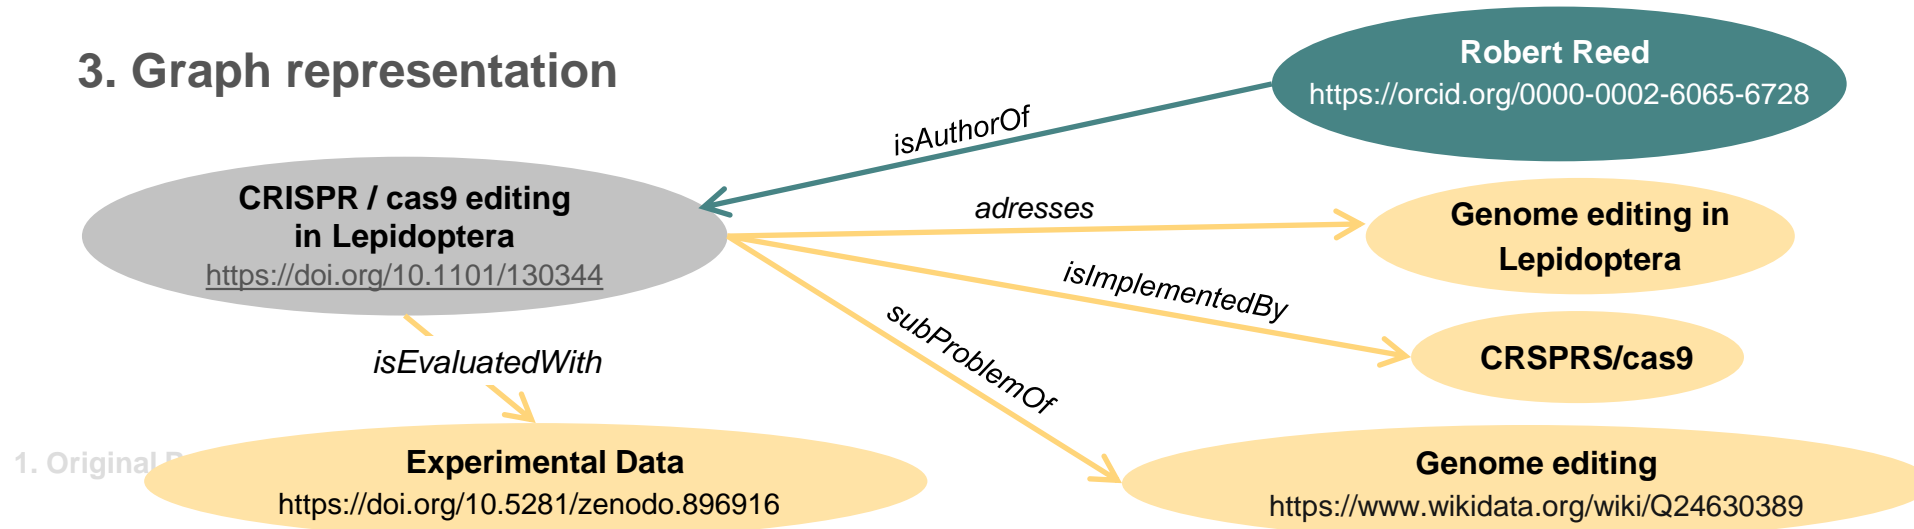 3. Graph representation
Robert Reed
https://orcid.org/0000-0002-6065-6728
isAuthorOf
CRISPR / cas9 editing
in Lepidoptera
https://doi.org/10.1101/130344
adresses
Genome editing in
Lepidoptera
isImplementedBy
CRSPRS/cas9
subProblemOf
isEvaluatedWith
1. Original
Experimental Data
https://doi.org/10.5281/zenodo.896916
Genome editing
https://www.wikidata.org/wiki/Q24630389